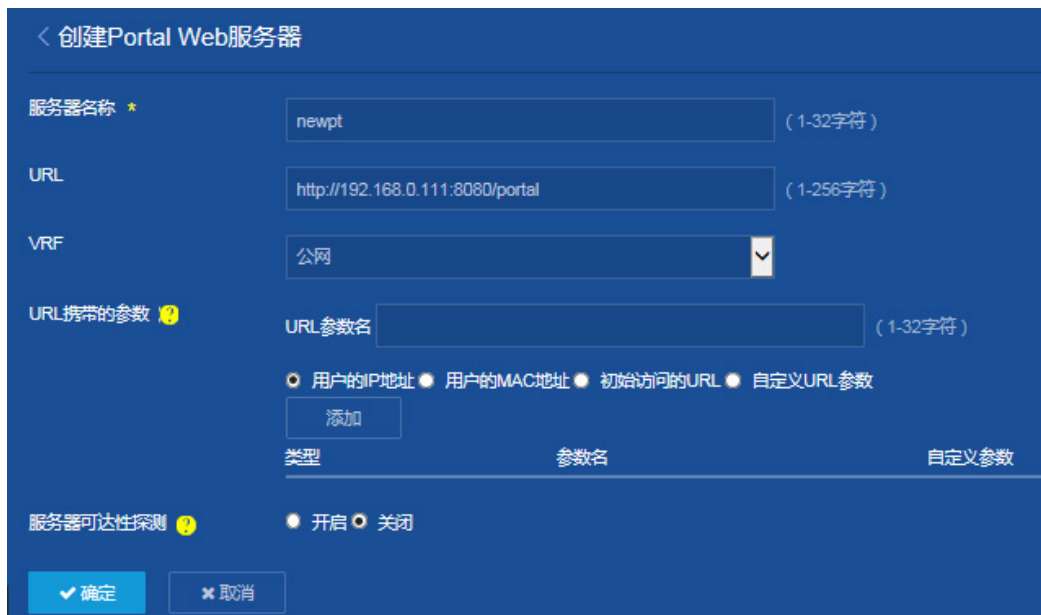 创建Portal Web服务器
服务器名称 *
newpt
(1-32字符)
URL
http://192.168.0.111:8080/portal
(1-256字符)
VRF
公网
URL携带的参数 ?
URL参数名
(1-32字符)
用户的IP地址 用户的MAC地址 初始访问的URL 自定义URL参数
添加
类型 参数名 自定义参数
服务器可达性探测 ?
开启 关闭
确定 取消